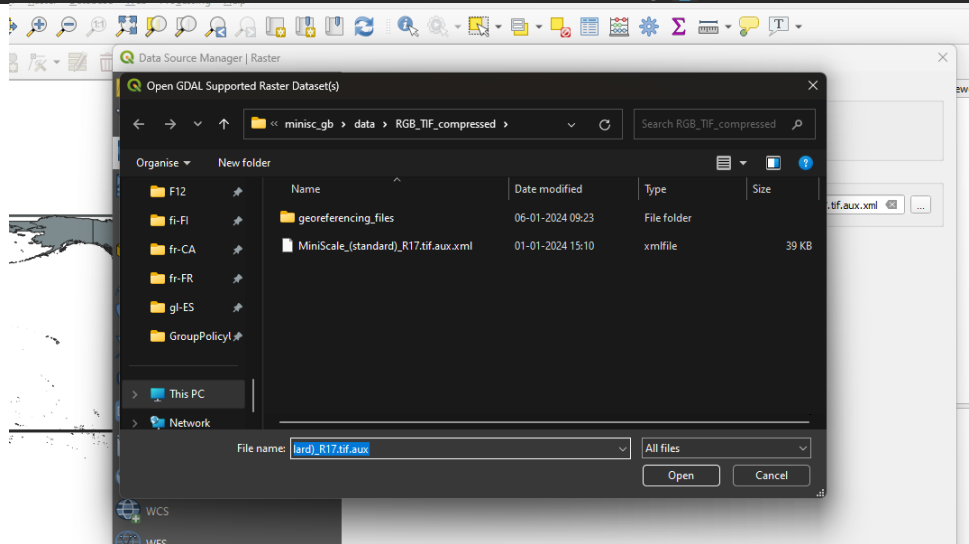 Data Source Manager | Raster
Open GDAL Supported Raster Dataset(s)
« minisc_gb › data › RGB_TIF_compressed ›
Search RGB_TIF_compressed
Organise
New folder
Name
Date modified
Type
Size
F12
fi-FI
fr-CA
fr-FR
gl-ES
GroupPolicyl
This PC
Network
georeferencing_files
06-01-2024 09:23
File folder
MiniScale_(standard)_R17.tif.aux.xml
01-01-2024 15:10
xmlfile
39 KB
.tif.aux.xml
...
File name:
lard)_R17.tif.aux
All files
Open
Cancel
WCS
WFS